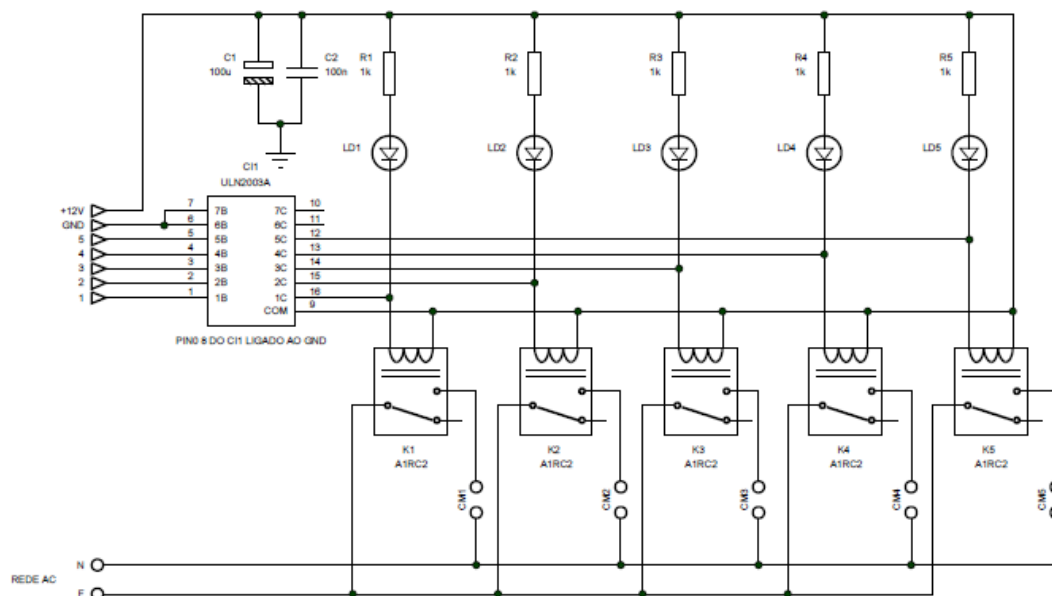 C1
100u
C2
100n
R1
1k
R2
1k
R3
1k
R4
1k
R5
1k
LD1
LD2
LD3
LD4
LD5
CI1
ULN2003A
+12V
GND
5
4
3
2
1
7
6
5
4
3
2
1
7B
6B
5B
4B
3B
2B
1B
7C
6C
5C
4C
3C
2C
1C
COM
10
11
12
13
14
15
16
9
PIN0 8 DO CI1 LIGADO AO GND
K1
A1RC2
K2
A1RC2
K3
A1RC2
K4
A1RC2
K5
A1RC2
CM1
CM2
CM3
CM4
CM5
REDE AC
N
F